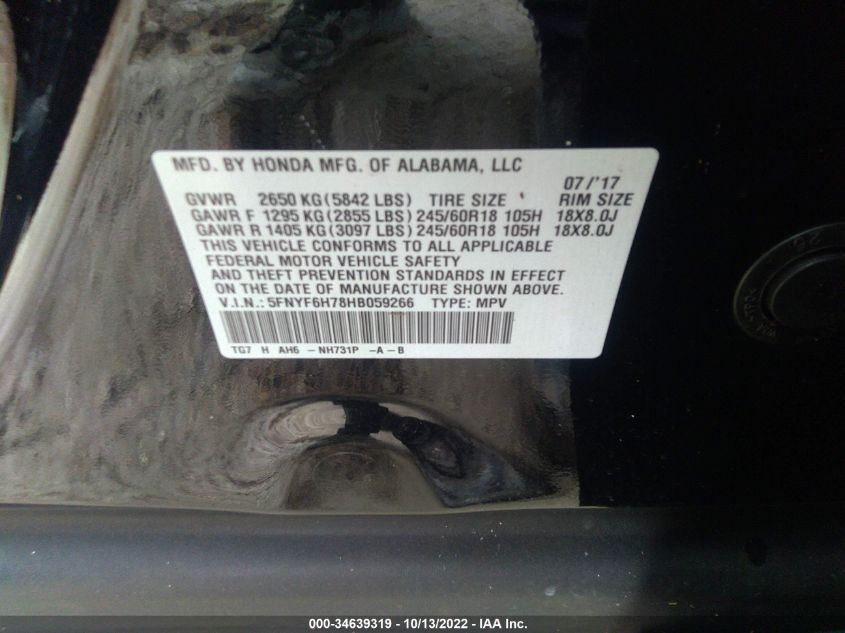 MFD. BY HONDA MFG. OF ALABAMA, LLC
07/'17
GVWR 2650 KG (5842 LBS) TIRE SIZE RIM SIZE
GAWR F 1295 KG (2855 LBS) 245/60R18 105H 18X8.0J
GAWR R 1405 KG (3097 LBS) 245/60R18 105H 18X8.0J
THIS VEHICLE CONFORMS TO ALL APPLICABLE
FEDERAL MOTOR VEHICLE SAFETY
AND THEFT PREVENTION STANDARDS IN EFFECT
ON THE DATE OF MANUFACTURE SHOWN ABOVE.
V.I.N.: 5FNYF6H78HB059266 TYPE: MPV
TG7 H AH6 - NH731P -A-B
000-34639319 - 10/13/2022 - IAA Inc.